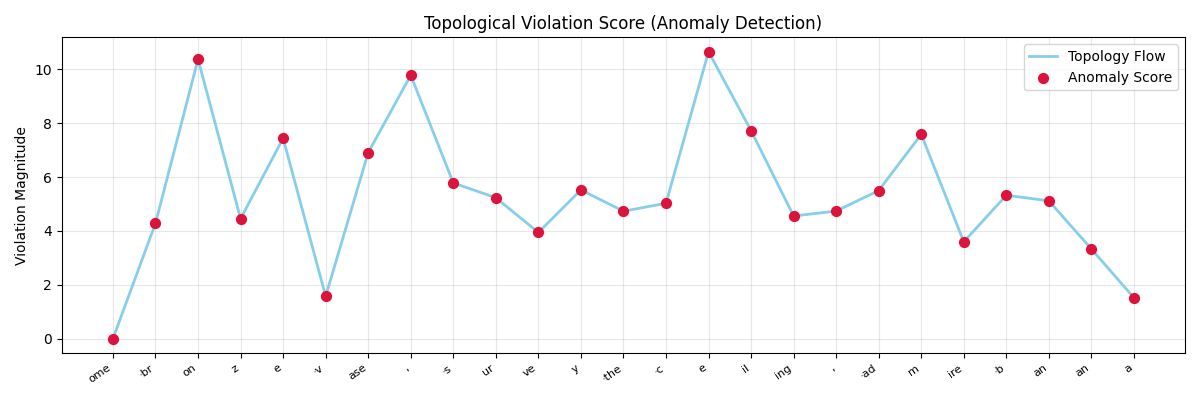 Topological Violation Score (Anomaly Detection)
Violation Magnitude
10
8
6
4
2
0
Topology Flow
Anomaly Score
ome ·br on z e ·v ase , ·s ur ve y ·the ·c e il ing , ·ad m ire ·b an an a